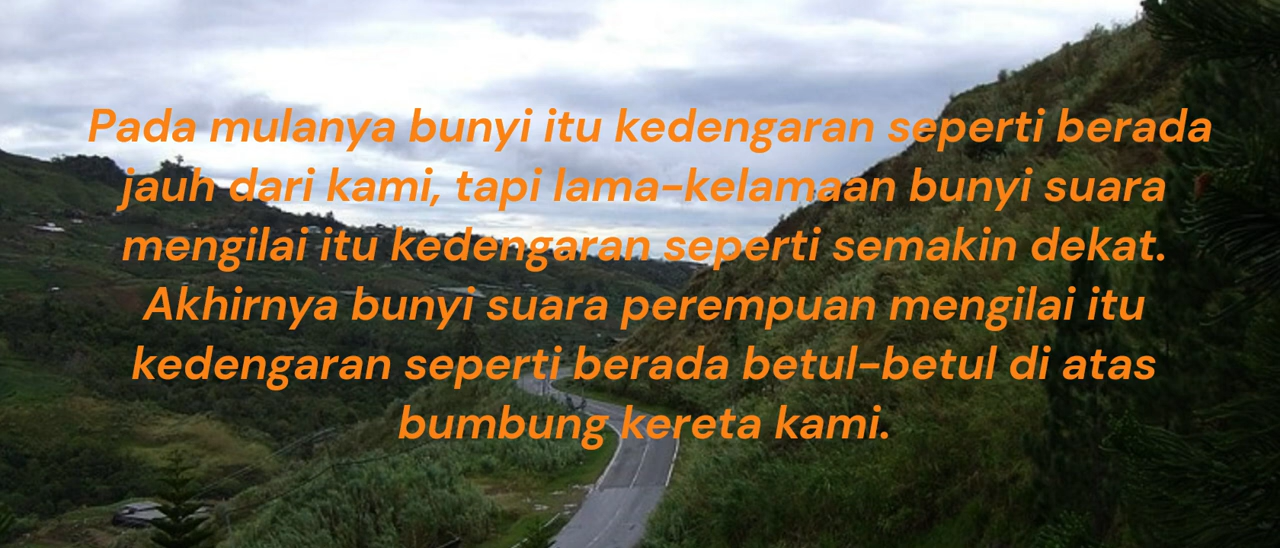 Pada mulanya bunyi itu kedengaran seperti berada
jauh dari kami, tapi lama-kelamaan bunyi suara
mengilai itu kedengaran seperti semakin dekat.
Akhirnya bunyi suara perempuan mengilai itu
kedengaran seperti berada betul-betul di atas
bumbung kereta kami.